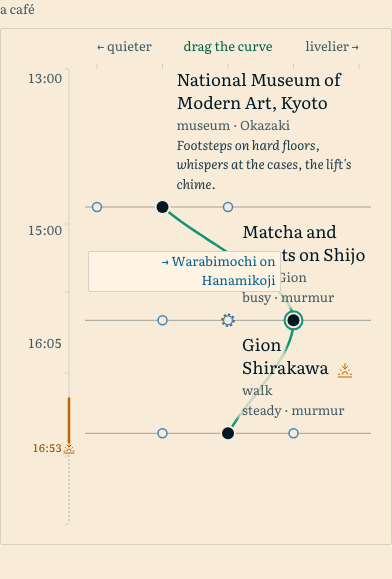 a café
← quieter
drag the curve
livelier →
13:00
National Museum of
Modern Art, Kyoto
museum · Okazaki
Footsteps on hard floors,
whispers at the cases, the lift's
chime.
15:00
Matcha and
ts on Shijo
→ Warabimochi on
Hanamikoji
Gion
busy · murmur
16:05
Gion
Shirakawa
walk
steady · murmur
16:53